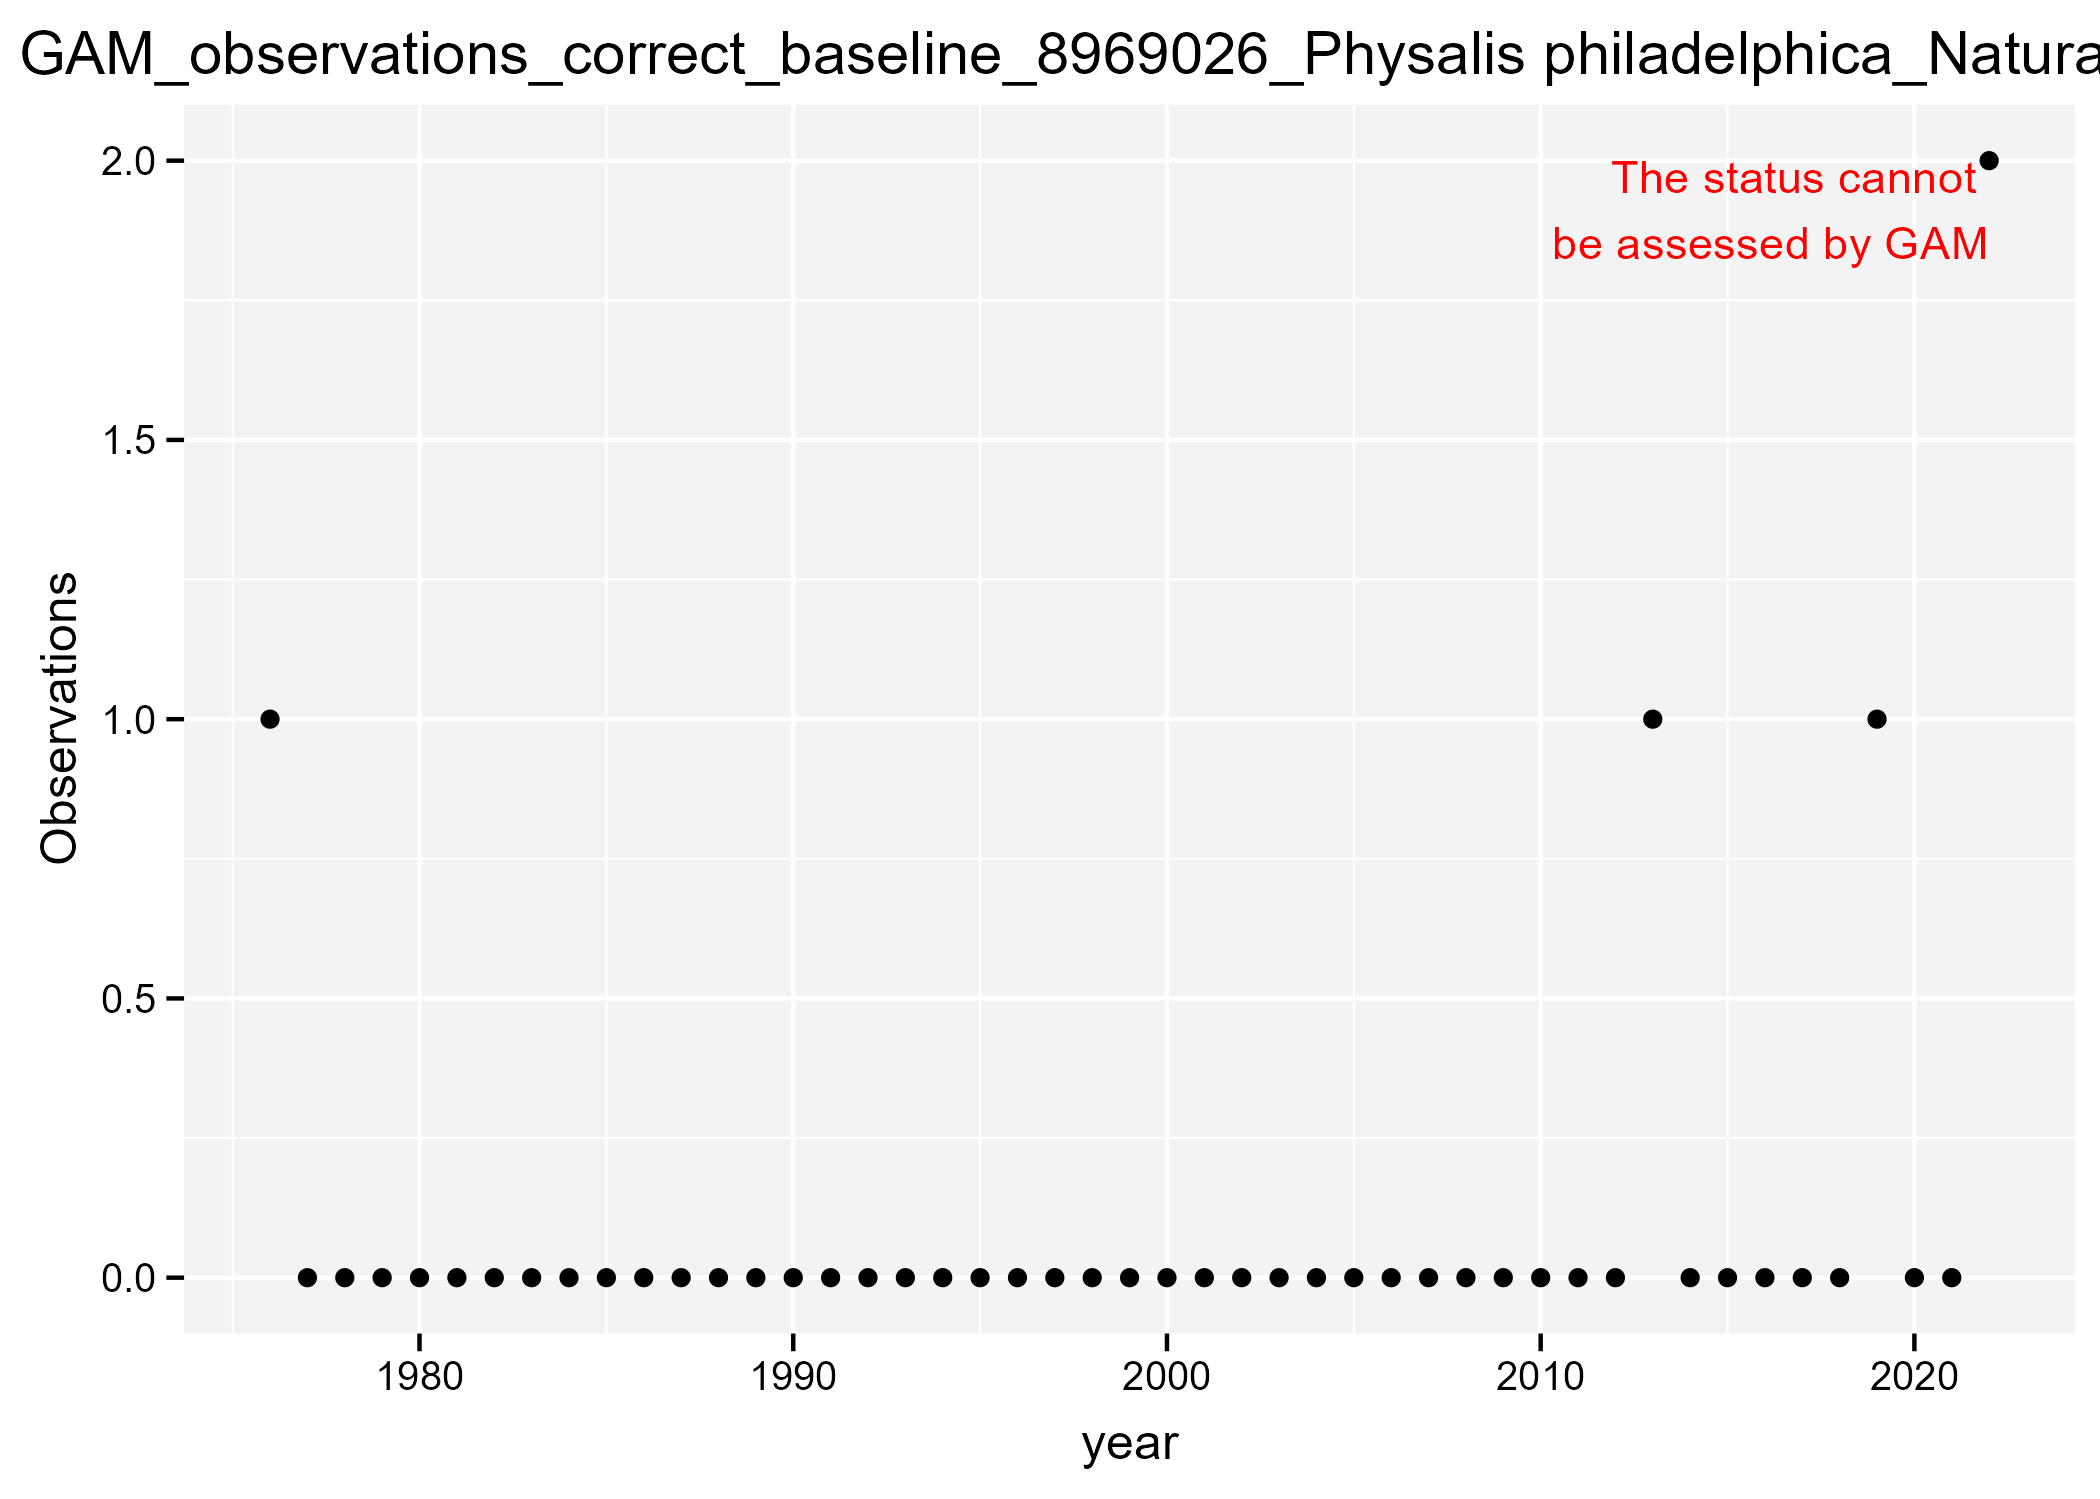 GAM_observations_correct_baseline_8969026_Physalis philadelphica_Natura
2.0
The status cannot
be assessed by GAM
1.5
Observations
1.0
0.5
0.0
1980 1990 2000 2010 2020
year